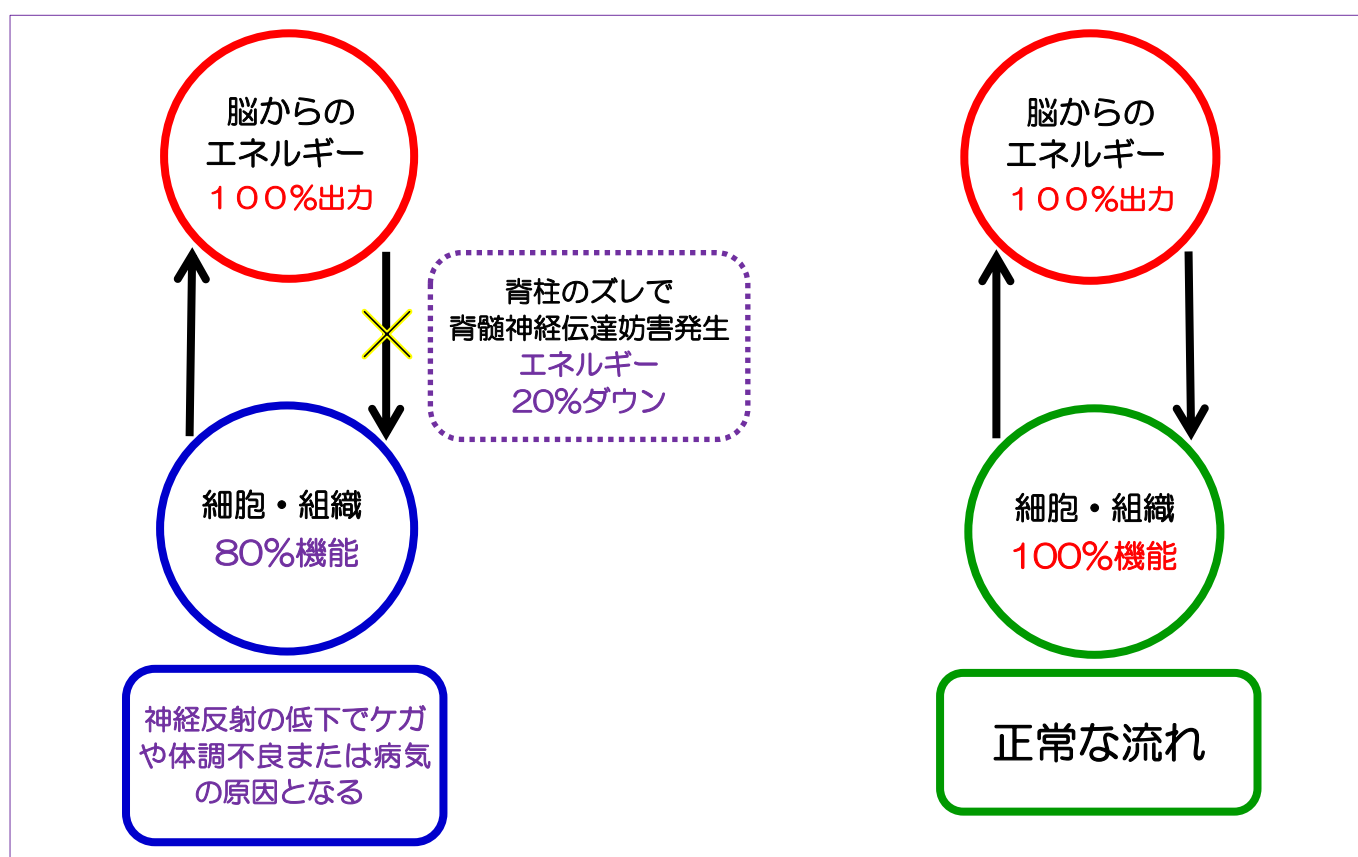 脳からの
エネルギー
１００％出力
脊柱のズレで
脊髄神経伝達妨害発生
エネルギー
20%ダウン
細胞・組織
80%機能
神経反射の低下でケガ
や体調不良または病気
の原因となる
脳からの
エネルギー
１００％出力
細胞・組織
100%機能
正常な流れ